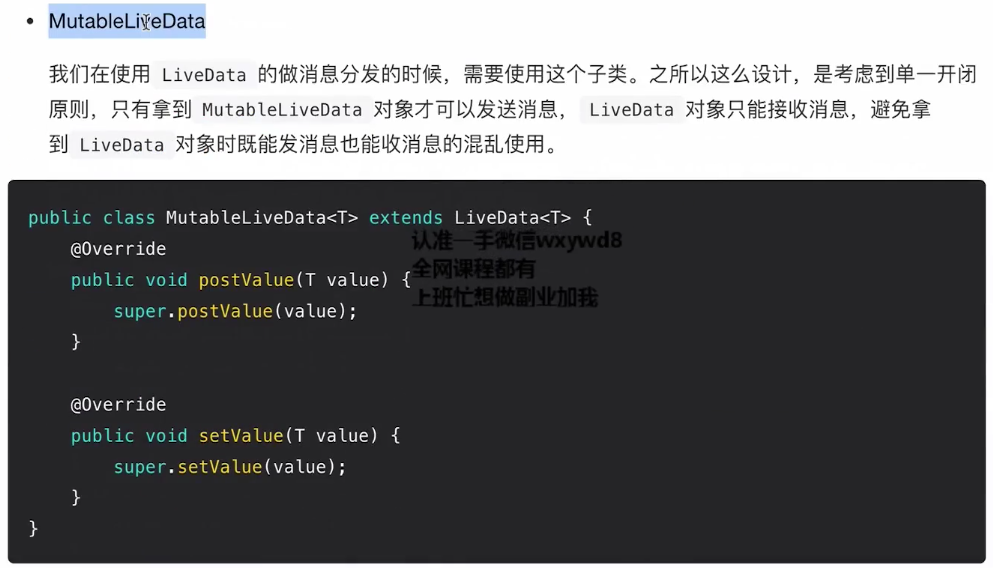 MutableLiveData
我们在使用 LiveData 的做消息分发的时候，需要使用这个子类。之所以这么设计，是考虑到单一开闭
原则，只有拿到 MutableLiveData 对象才可以发送消息， LiveData 对象只能接收消息，避免拿
到 LiveData 对象时既能发消息也能收消息的混乱使用。
public class MutableLiveData<T> extends LiveData<T> {
@Override
认准一手微信wxywd8
全网课程都有
public void postValue(T value) {
上班忙想做副业加我
super.postValue(value);
}
@Override
public void setValue(T value) {
super.setValue(value);
}
}